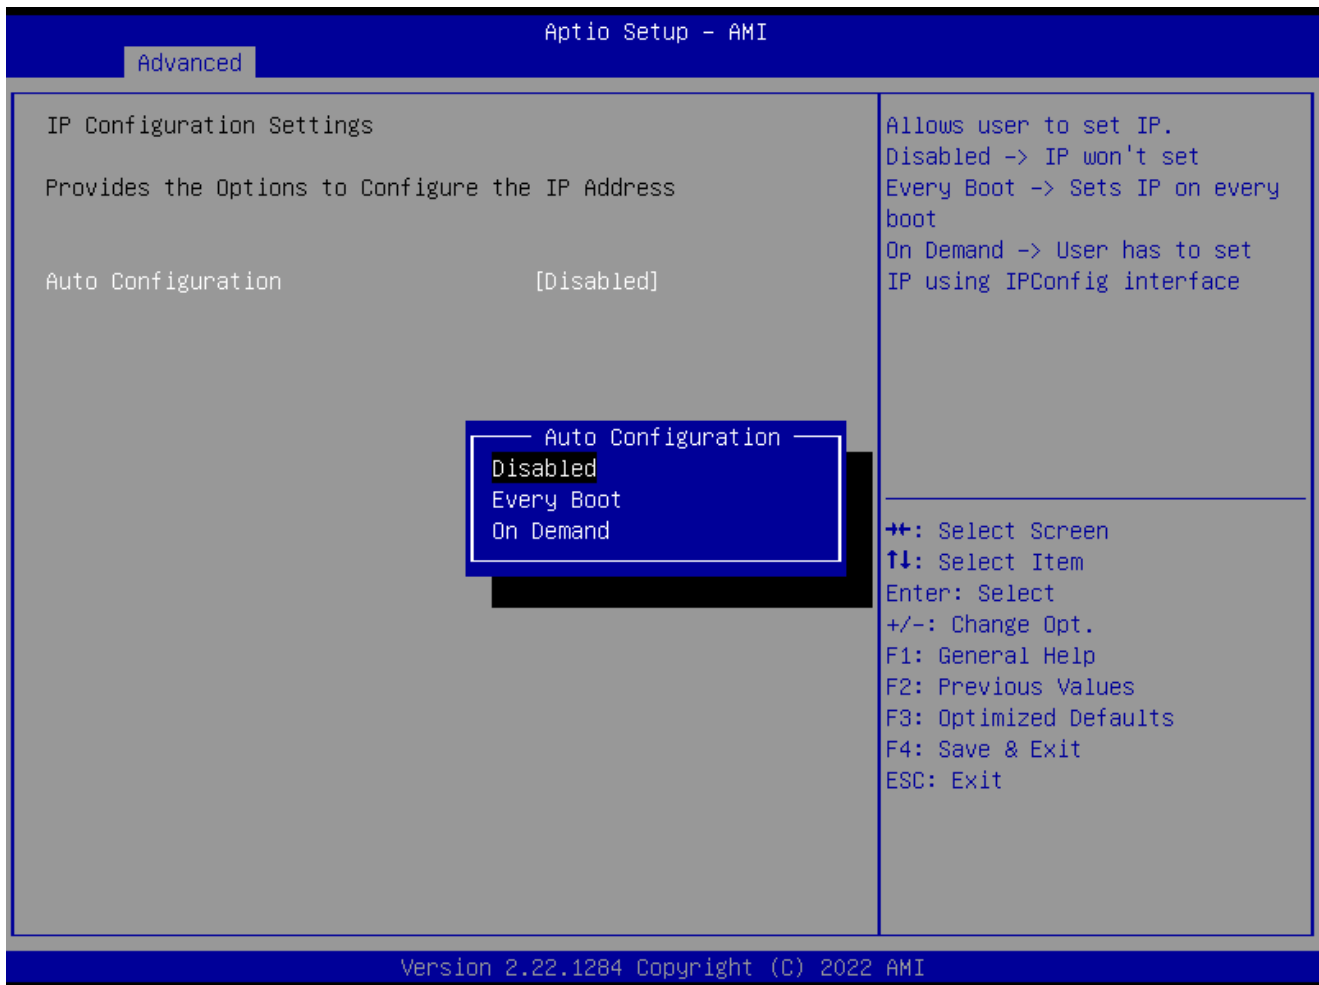 Aptio Setup – AMI
Advanced
IP Configuration Settings
Provides the Options to Configure the IP Address
Auto Configuration [Disabled]
Allows user to set IP.
Disabled –> IP won't set
Every Boot –> Sets IP on every
boot
On Demand –> User has to set
IP using IPConfig interface
Auto Configuration
Disabled
Every Boot
On Demand
→←: Select Screen
↑↓: Select Item
Enter: Select
+/–: Change Opt.
F1: General Help
F2: Previous Values
F3: Optimized Defaults
F4: Save & Exit
ESC: Exit
Version 2.22.1284 Copyright (C) 2022 AMI